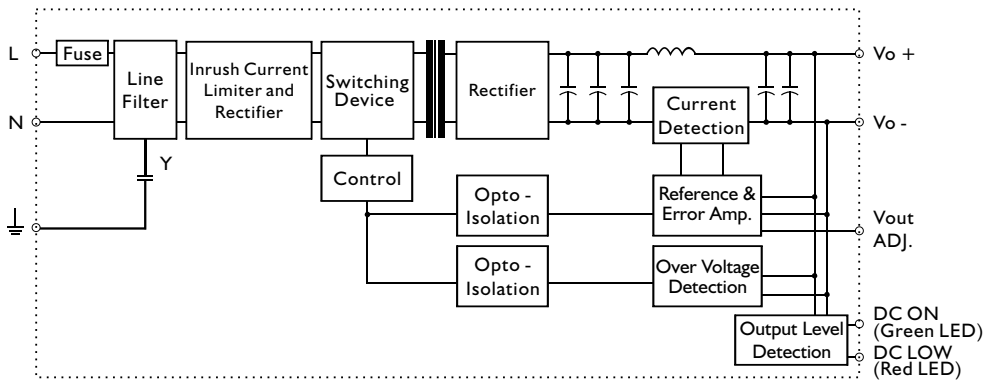 L
Fuse
Line
Filter
Inrush Current
Limiter and
Rectifier
Switching
Device
Rectifier
Current
Detection
Vo +
N
Vo -
Y
Control
Opto -
Isolation
Reference &
Error Amp.
Vout
ADJ.
Opto -
Isolation
Over Voltage
Detection
Output Level
Detection
DC ON
(Green LED)
DC LOW
(Red LED)